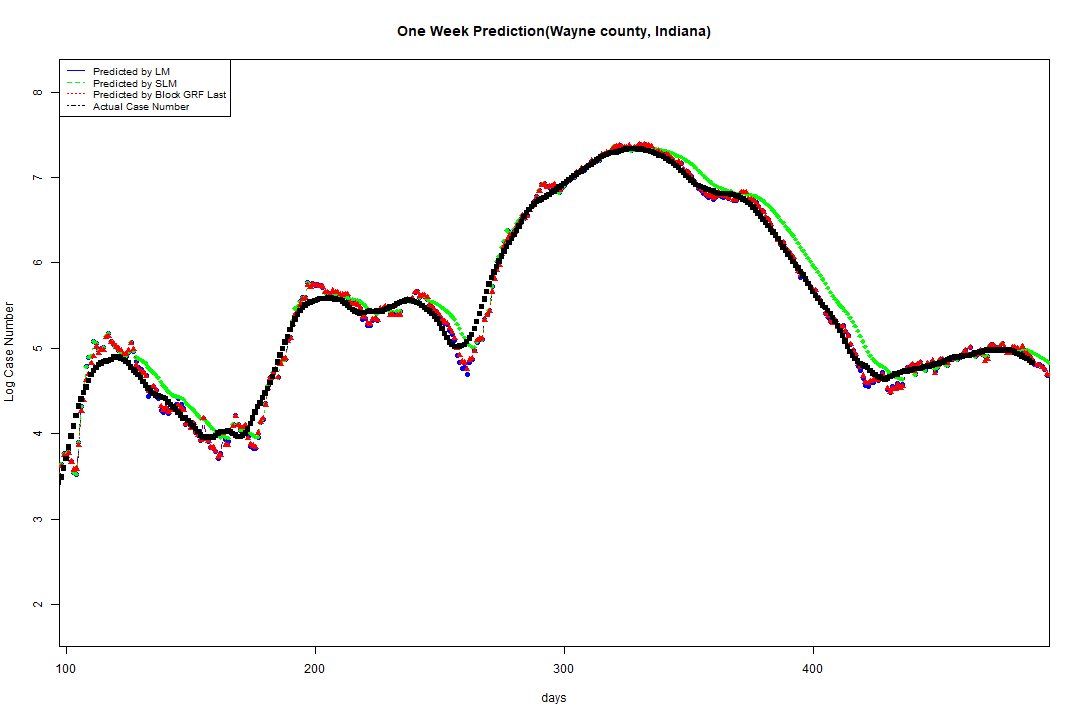 One Week Prediction(Wayne county, Indiana)
Predicted by LM
Predicted by SLM
Predicted by Block GRF Last
Actual Case Number
8
7
6
5
4
3
2
Log Case Number
100 200 300 400
days